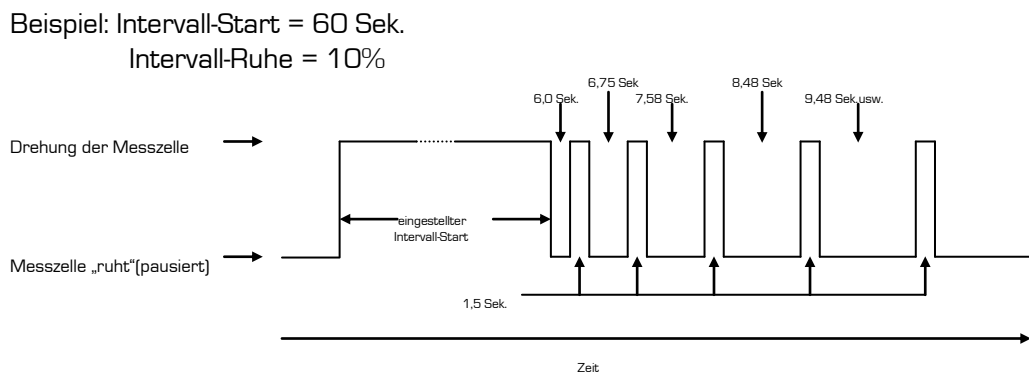 Beispiel: Intervall-Start = 60 Sek.
Intervall-Ruhe = 10%
6,0 Sek.
6,75 Sek
7,58 Sek.
8,48 Sek
9,48 Sek.usw.
Drehung der Messzelle
eingestellter
Intervall-Start
Messzelle „ruht“(pausiert)
1,5 Sek.
Zeit